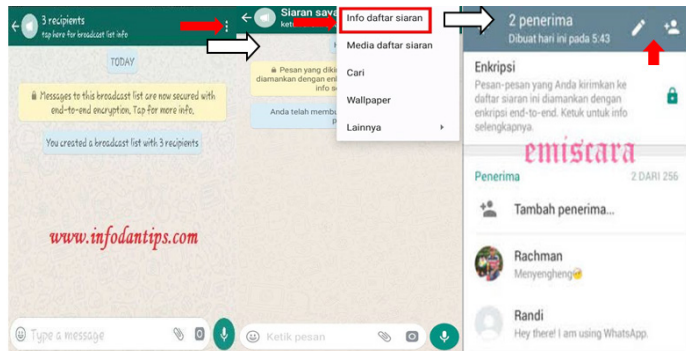 3 recipients
tap here for broadcast list info
TODAY
Messages to this broadcast list are now secured with
end-to-end encryption. Tap for more info.
You created a broadcast list with 3 recipients
www.infodantips.com
Type a message
Siaran saya
Pesan yang
diamankan dengan
info
Anda telah
Ketik pesan
Info daftar siaran
Media daftar siaran
Cari
Wallpaper
Lainnya
2 penerima
Dibuat hari ini pada 5:43
Enkripsi
Pesan-pesan yang Anda kirimkan ke
daftar siaran ini diamankan dengan
enkripsi end-to-end. Ketuk untuk info
selengkapnya.
emiscara
Penerima
2 DARI 256
Tambah penerima...
Rachman
Menyengheng
Randi
Hey there! I am using WhatsApp.